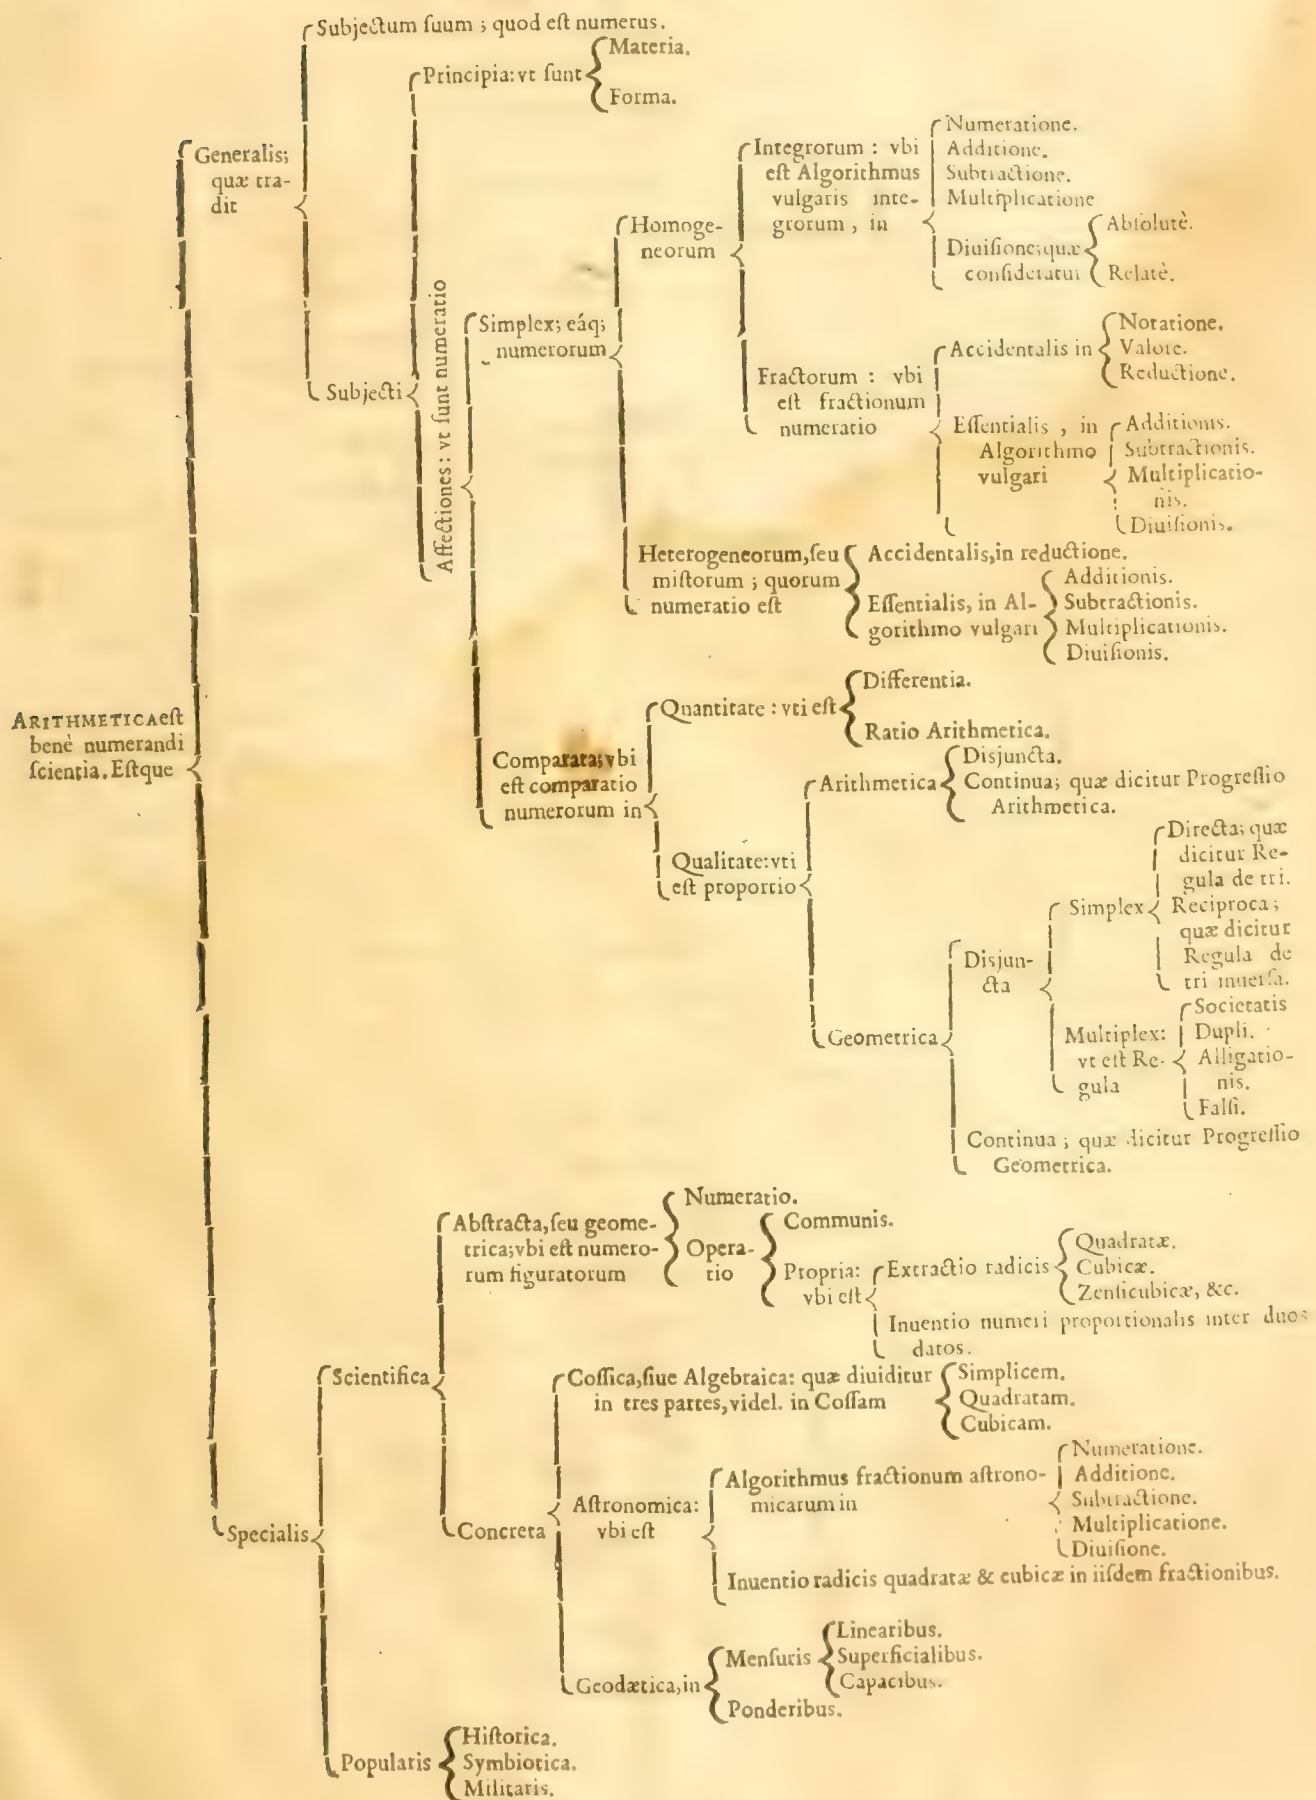 Subjectum ſuum ; quod eſt numerus.
Principia: vt ſunt
Materia.
Forma.
Generalis;
quæ tra-
dit
Subjecti
Affectiones: vt ſunt numeratio
Simplex; eáq;
numerorum
Homoge-
neorum
Integrorum : vbi
eſt Algorithmus
vulgaris inte-
grorum , in
Numeratione.
Additione.
Subtractione.
Multiplicatione
Diuiſione; quæ
conſideratur
Abſolutè.
Relatè.
Fractorum : vbi
eſt fractionum
numeratio
Accidentalis in
Notatione.
Valore.
Reductione.
Eſſentialis , in
Algorithmo
vulgari
Additionis.
Subtractionis.
Multiplicatio-
nis.
Diuiſionis.
Heterogeneorum, ſeu
miſtorum ; quorum
numeratio eſt
Accidentalis, in reductione.
Eſſentialis, in Al-
gorithmo vulgari
Additionis.
Subtractionis.
Multiplicationis.
Diuiſionis.
ARITHMETICA eſt
benè numerandi
ſcientia. Eſtque
Comparata; vbi
eſt comparatio
numerorum in
Quantitate : vti eſt
Differentia.
Ratio Arithmetica.
Qualitate: vti
eſt proportio
Arithmetica
Disjuncta.
Continua; quæ dicitur Progreſſio
Arithmetica.
Geometrica
Disjun-
cta
Simplex
Directa; quæ
dicitur Re-
gula de tri.
Reciproca ;
quæ dicitur
Regula de
tri inuerſa.
Multiplex:
vt eſt Re-
gula
Societatis
Dupli.
Alligatio-
nis.
Falſi.
Continua ; quæ dicitur Progreſſio
Geometrica.
Specialis
Scientifica
Abſtracta, ſeu geome-
trica; vbi eſt numero-
rum figuratorum
Numeratio.
Opera-
tio
Communis.
Propria:
vbi eſt
Extractio radicis
Quadratæ.
Cubicæ.
Zenſicubicæ, &c.
Inuentio numeri proportionalis inter duos
datos.
Concreta
Coſſica, ſiue Algebraica: quæ diuiditur
in tres partes, videl. in Coſſam
Simplicem.
Quadratam.
Cubicam.
Aſtronomica:
vbi eſt
Algorithmus fractionum aſtrono-
micarum in
Numeratione.
Additione.
Subtractione.
Multiplicatione.
Diuiſione.
Inuentio radicis quadratæ & cubicæ in iiſdem fractionibus.
Geodætica, in
Menſuris
Linearibus.
Superficialibus.
Capacibus.
Ponderibus.
Popularis
Hiſtorica.
Symbiotica.
Militaris.